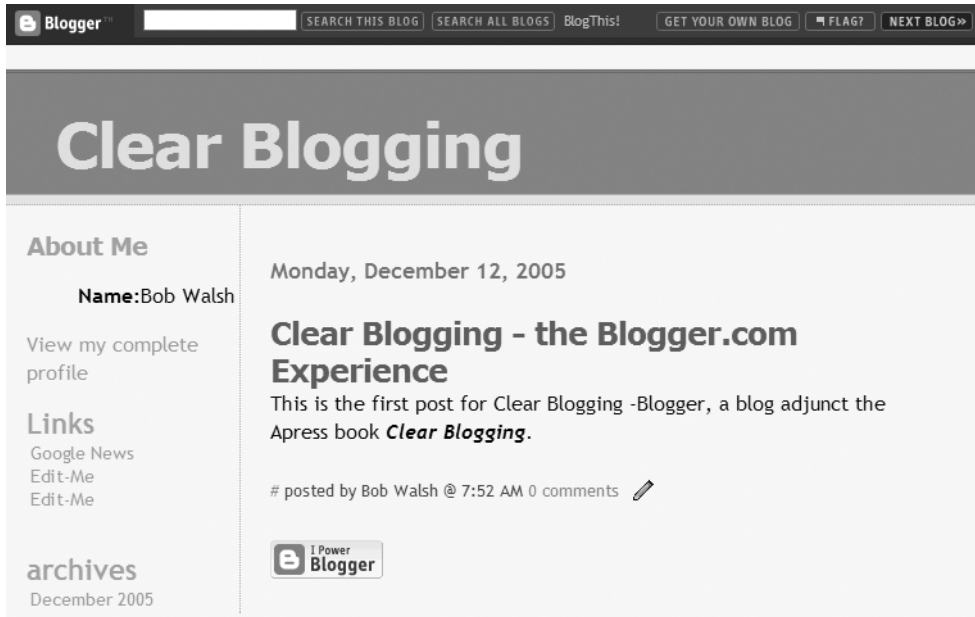 Blogger™ SEARCH THIS BLOG SEARCH ALL BLOGS BlogThis! GET YOUR OWN BLOG FLAG? NEXT BLOG»
Clear Blogging
About Me
Name:Bob Walsh
View my complete
profile
Links
Google News
Edit-Me
Edit-Me
archives
December 2005
Monday, December 12, 2005
Clear Blogging - the Blogger.com
Experience
This is the first post for Clear Blogging -Blogger, a blog adjunct the
Apress book Clear Blogging.
# posted by Bob Walsh @ 7:52 AM 0 comments
I Power
Blogger